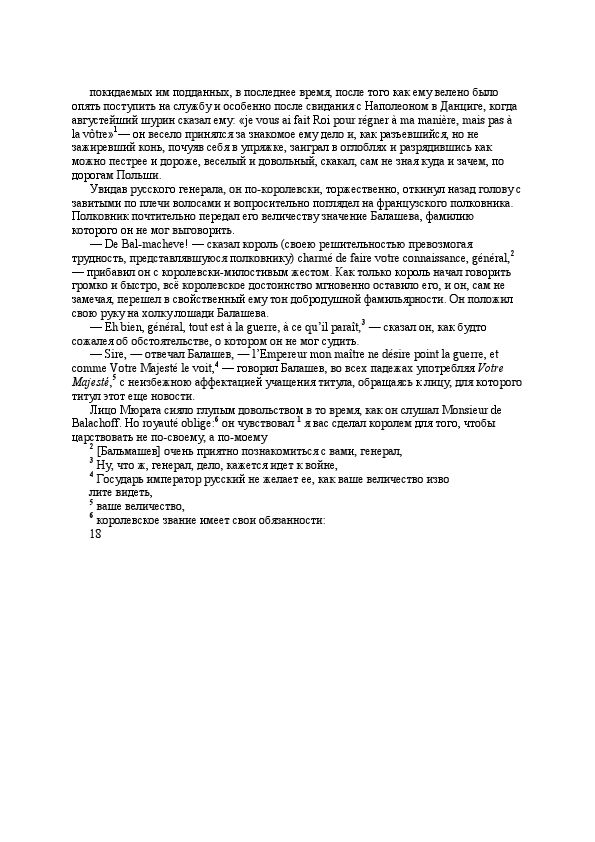 покидаемых им подданных, в последнее время, после того как ему велено было
опять поступить на службу и особенно после свидания с Наполеоном в Данциге, когда
августейший шурин сказал ему: «je vous ai fait Roi pour régner à ma manière, mais pas à
la vôtre»¹— он весело принялся за знакомое ему дело и, как разъевшийся, но не
зажиревший конь, почуяв себя в упряжке, заиграл в оглоблях и разрядившись как
можно пестрее и дороже, веселый и довольный, скакал, сам не зная куда и зачем, по
дорогам Польши.
Увидав русского генерала, он по-королевски, торжественно, откинул назад голову с
завитыми по плечи волосами и вопросительно поглядел на французского полковника.
Полковник почтительно передал его величеству значение Балашева, фамилию
которого он не мог выговорить.
— De Bal-macheve! — сказал король (своею решительностью превозмогая
трудность, представлявшуюся полковнику) charmé de faire votre connaissance, général,²
— прибавил он с королевски-милостивым жестом. Как только король начал говорить
громко и быстро, всё королевское достоинство мгновенно оставило его, и он, сам не
замечая, перешел в свойственный ему тон добродушной фамильярности. Он положил
свою руку на холку лошади Балашева.
— Eh bien, général, tout est à la guerre, à ce qu’il paraît,³ — сказал он, как будто
сожалея об обстоятельстве, о котором он не мог судить.
— Sire, — отвечал Балашев, — l’Empereur mon maître ne désire point la guerre, et
comme Votre Majesté le voit,⁴ — говорил Балашев, во всех падежах употребляя Votre
Majesté,⁵ с неизбежною аффектацией учащения титула, обращаясь к лицу, для которого
титул этот еще новости.
Лицо Мюрата сияло глупым довольством в то время, как он слушал Monsieur de
Balachoff. Но royauté oblige:⁶ он чувствовал ¹ я вас сделал королем для того, чтобы
царствовать не по-своему, а по-моему
² [Бальмашев] очень приятно познакомиться с вами, генерал,
³ Ну, что ж, генерал, дело, кажется идет к войне,
⁴ Государь император русский не желает ее, как ваше величество изво
лите видеть,
⁵ ваше величество,
⁶ королевское звание имеет свои обязанности:
18